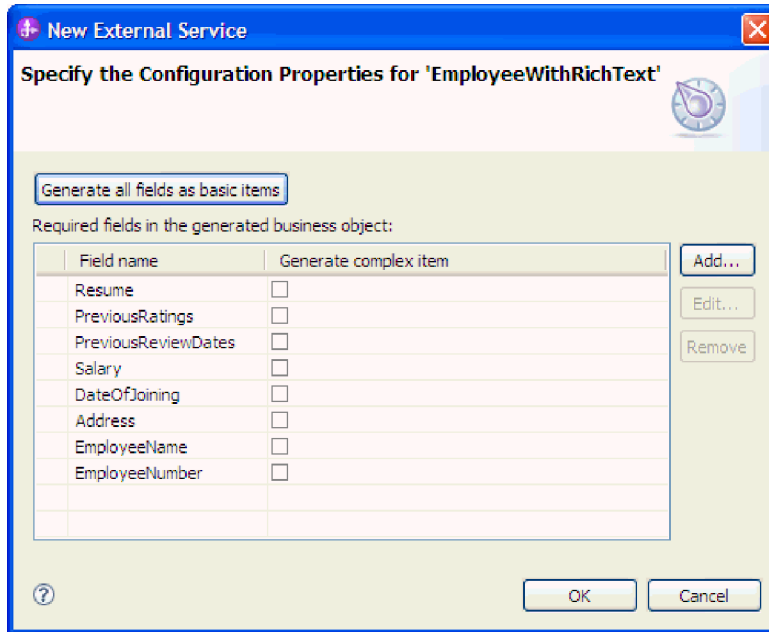 New External Service
Specify the Configuration Properties for 'EmployeeWithRichText'
Generate all fields as basic items
Required fields in the generated business object:
Field name Generate complex item
Add...
Resume
Edit...
PreviousRatings
PreviousReviewDates
Remove
Salary
DateOfJoining
Address
EmployeeName
EmployeeNumber
? OK Cancel